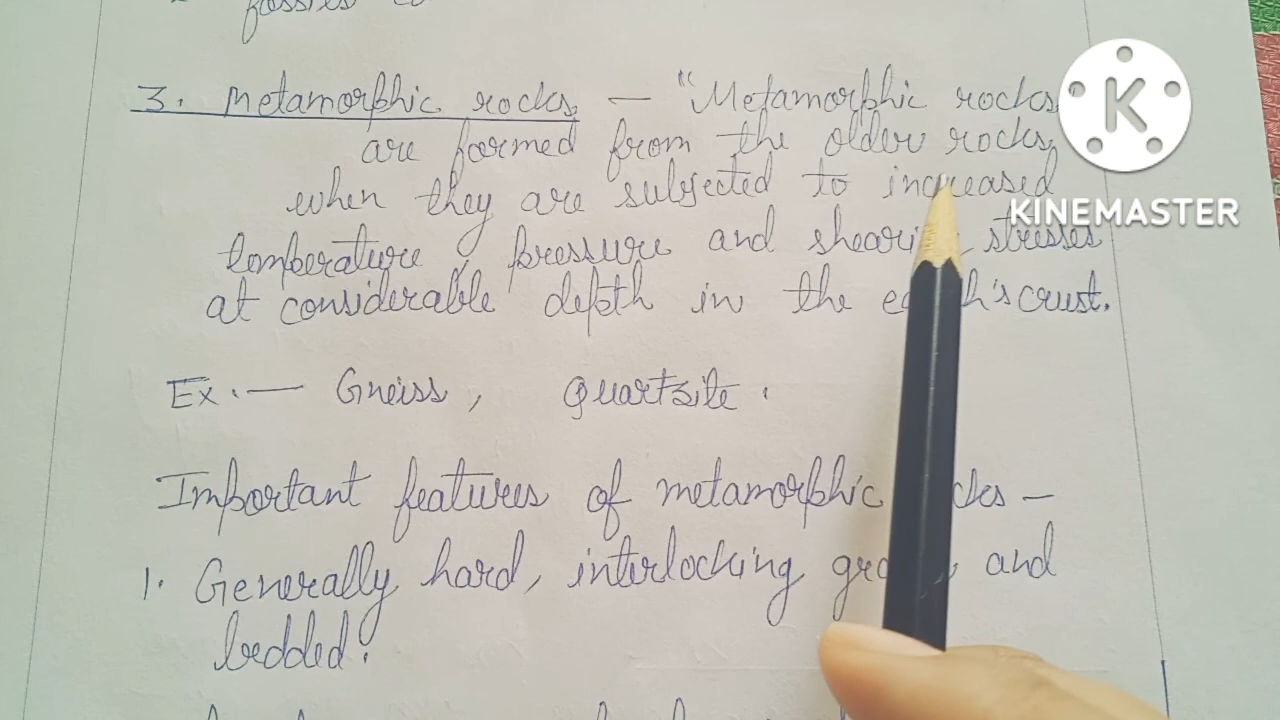 fossils
3. Metamorphic rocks — "Metamorphic rocks"
are formed from the older rocks,
when they are subjected to increased
temperature, pressure and shearing stresses
at considerable depth in the earth's crust.
Ex. — Gneiss, Quartzite.
Important features of metamorphic rocks —
1. Generally hard, interlocking grains and
bedded.
K
KINEMASTER